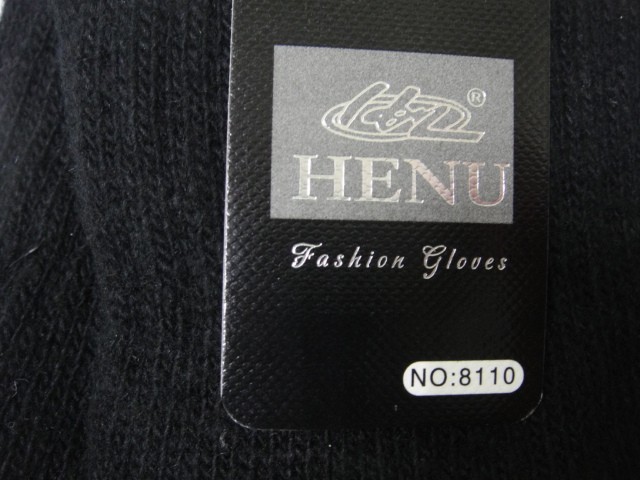 ®
HENU
Fashion Gloves
NO:8110